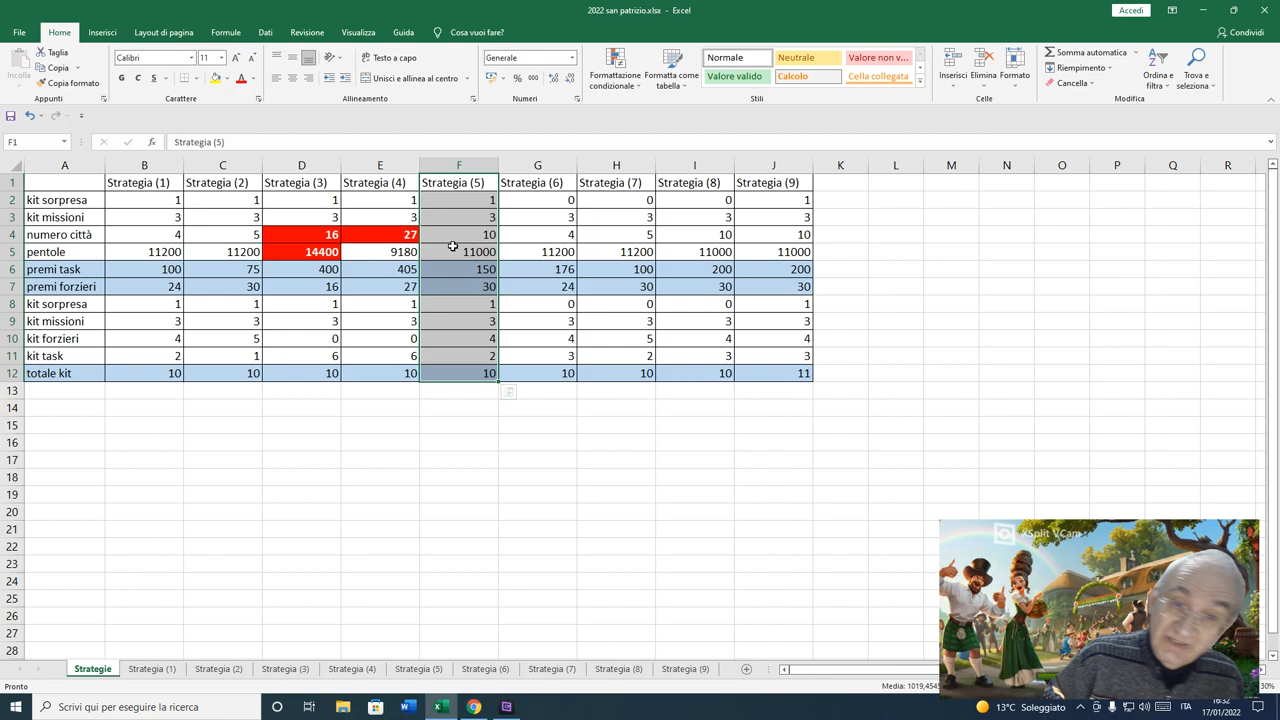 2022 san patrizio.xlsx - Excel
Accedi
File Home Inserisci Layout di pagina Formule Dati Revisione Visualizza Guida Cosa vuoi fare? Condividi
Incolla Taglia Copia Copia formato Appunti
Calibri 11 G C S A Carattere
Testo a capo Unisci e allinea al centro Allineamento
Generale % 000 Numeri
Formattazione condizionale Formatta come tabella
Normale Neutrale Valore non v...
Valore valido Calcolo Cella collegata
Stili
Inserisci Elimina Formato Celle
Somma automatica Riempimento Cancella Ordina e filtra Trova e seleziona Modifica
F1 fx Strategia (5)
A B C D E F G H I J K L M N O P Q R
1 Strategia (1) Strategia (2) Strategia (3) Strategia (4) Strategia (5) Strategia (6) Strategia (7) Strategia (8) Strategia (9)
2 kit sorpresa 1 1 1 1 1 0 0 0 1
3 kit missioni 3 3 3 3 3 3 3 3 3
4 numero città 4 5 16 27 10 4 5 10 10
5 pentole 11200 11200 14400 9180 11000 11200 11200 11000 11000
6 premi task 100 75 400 405 150 176 100 200 200
7 premi forzieri 24 30 16 27 30 24 30 30 30
8 kit sorpresa 1 1 1 1 1 0 0 0 1
9 kit missioni 3 3 3 3 3 3 3 3 3
10 kit forzieri 4 5 0 0 4 4 5 4 4
11 kit task 2 1 6 6 2 3 2 3 3
12 totale kit 10 10 10 10 10 10 10 10 11
13
14
15
16
17
18
19
20
21
22
23
24
25
26
27
28
XSplit VCam
Strategie Strategia (1) Strategia (2) Strategia (3) Strategia (4) Strategia (5) Strategia (6) Strategia (7) Strategia (8) Strategia (9)
Pronto
30%
Scrivi qui per eseguire la ricerca
13°C Soleggiato
ITA
16:32
17/01/2022